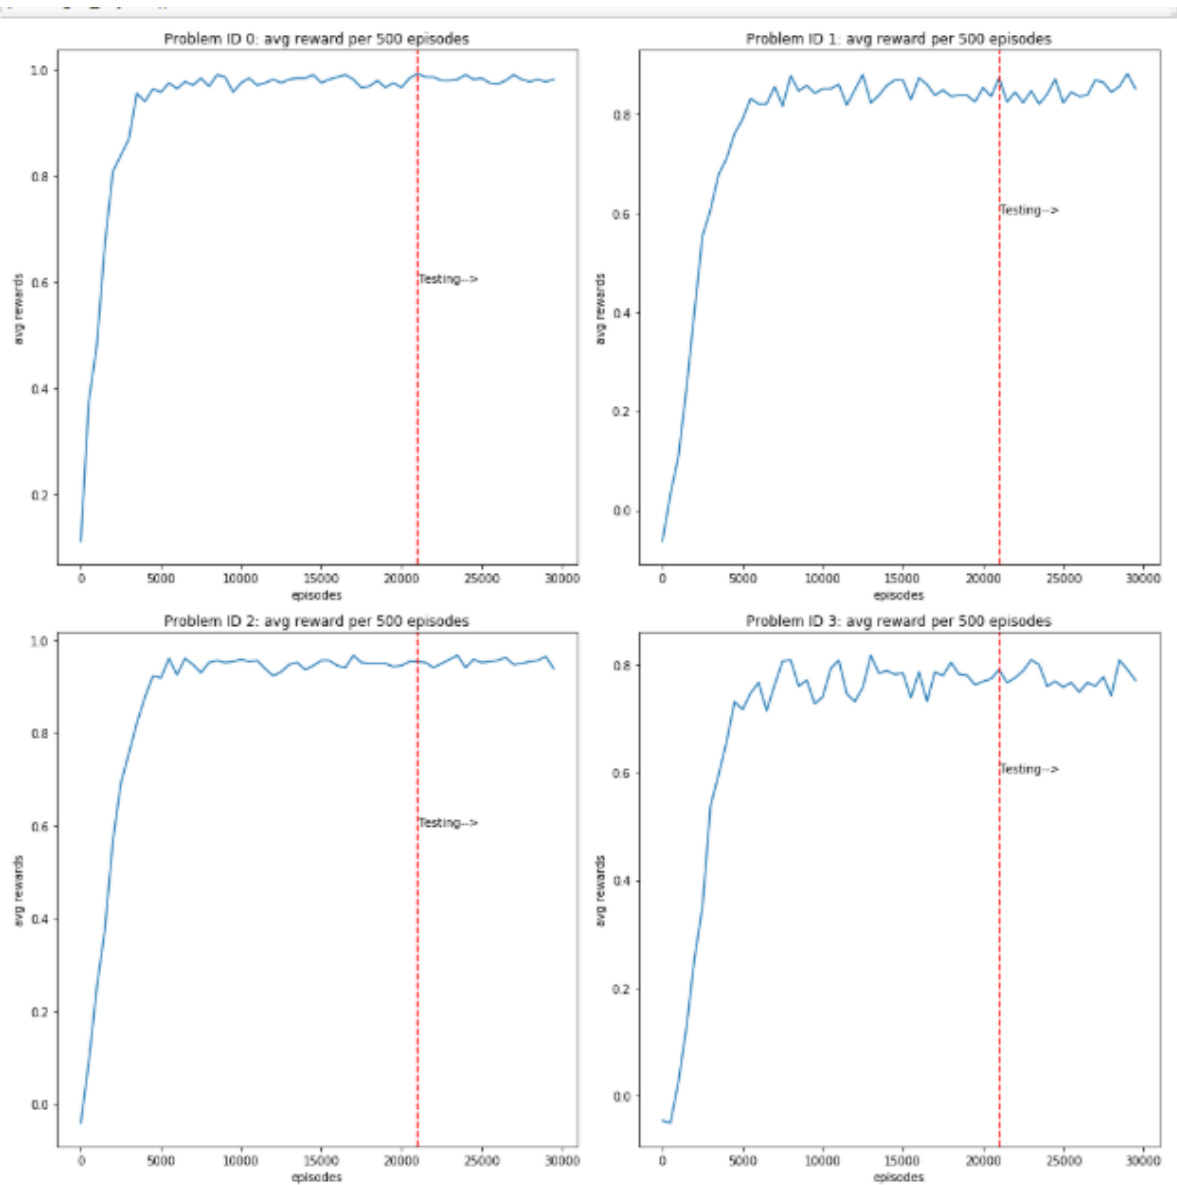 Problem ID 0: avg reward per 500 episodes
1.0
0.8
0.6
0.4
0.2
avg rewards
Testing-->
0 5000 10000 15000 20000 25000 30000
episodes
Problem ID 1: avg reward per 500 episodes
0.8
0.6
0.4
0.2
0.0
avg rewards
Testing-->
0 5000 10000 15000 20000 25000 30000
episodes
Problem ID 2: avg reward per 500 episodes
1.0
0.8
0.6
0.4
0.2
0.0
avg rewards
Testing-->
0 5000 10000 15000 20000 25000 30000
episodes
Problem ID 3: avg reward per 500 episodes
0.8
0.6
0.4
0.2
0.0
avg rewards
Testing-->
0 5000 10000 15000 20000 25000 30000
episodes